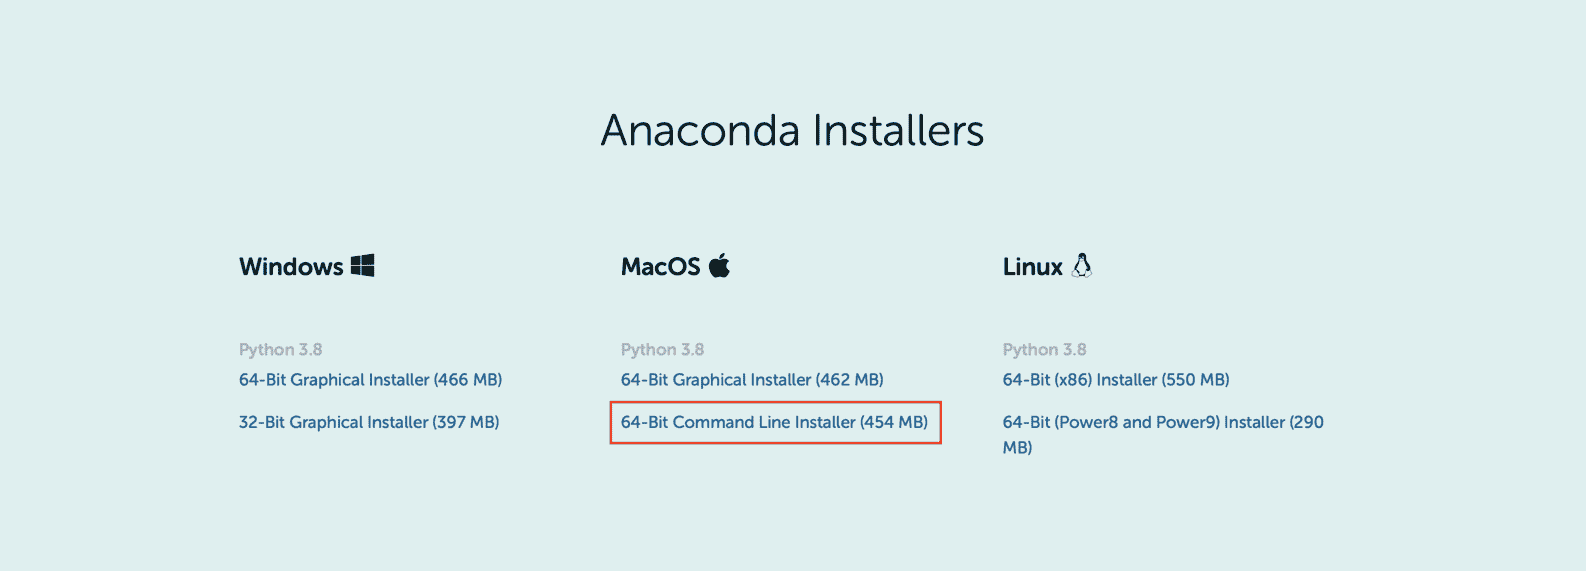 Anaconda Installers
Windows
Python 3.8
64-Bit Graphical Installer (466 MB)
32-Bit Graphical Installer (397 MB)
MacOS
Python 3.8
64-Bit Graphical Installer (462 MB)
64-Bit Command Line Installer (454 MB)
Linux
Python 3.8
64-Bit (x86) Installer (550 MB)
64-Bit (Power8 and Power9) Installer (290
MB)